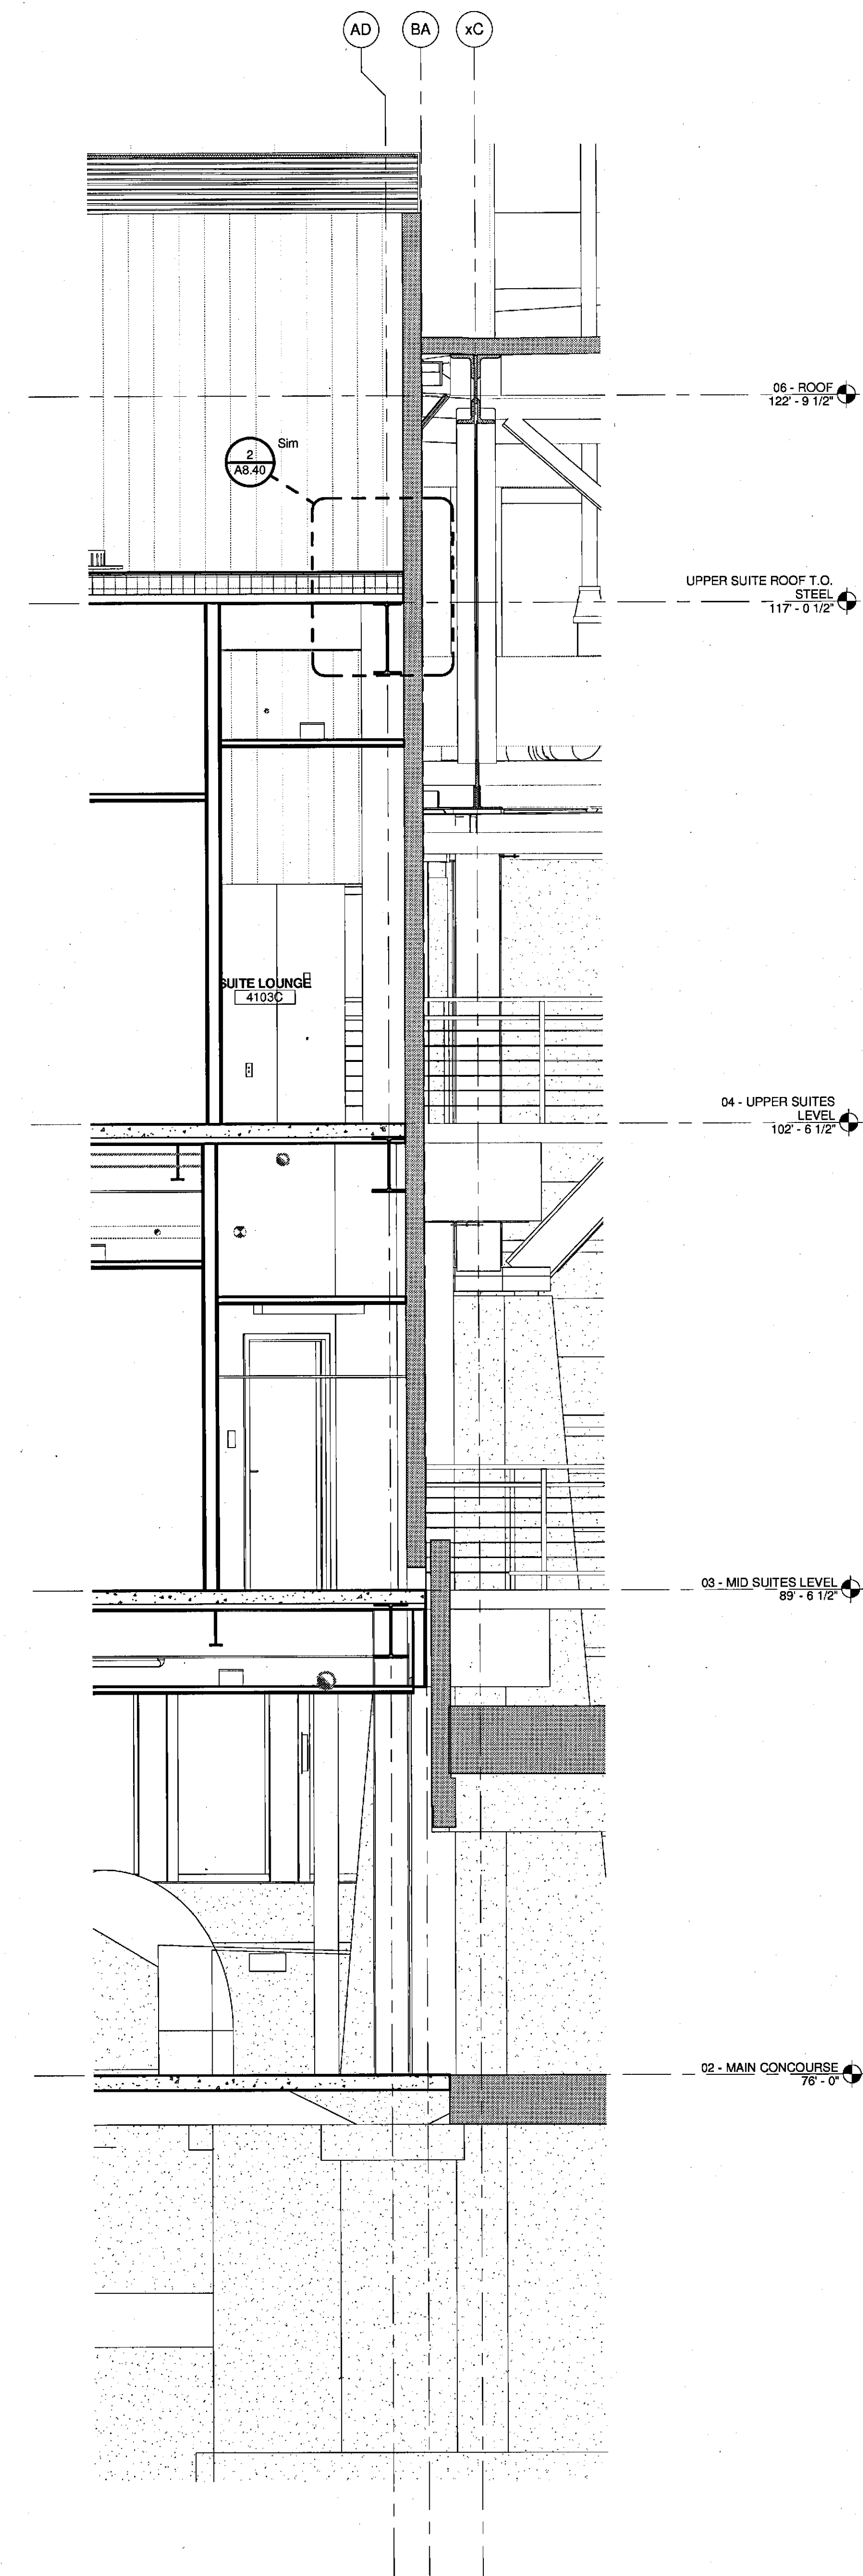 AD BA xC
06 - ROOF
122' - 9 1/2"
Sim
2
A8.40
UPPER SUITE ROOF T.O.
STEEL
117' - 0 1/2"
SUITE LOUNGE
4103C
04 - UPPER SUITES
LEVEL
102' - 6 1/2"
03 - MID SUITES LEVEL
89' - 6 1/2"
02 - MAIN CONCOURSE
76' - 0"